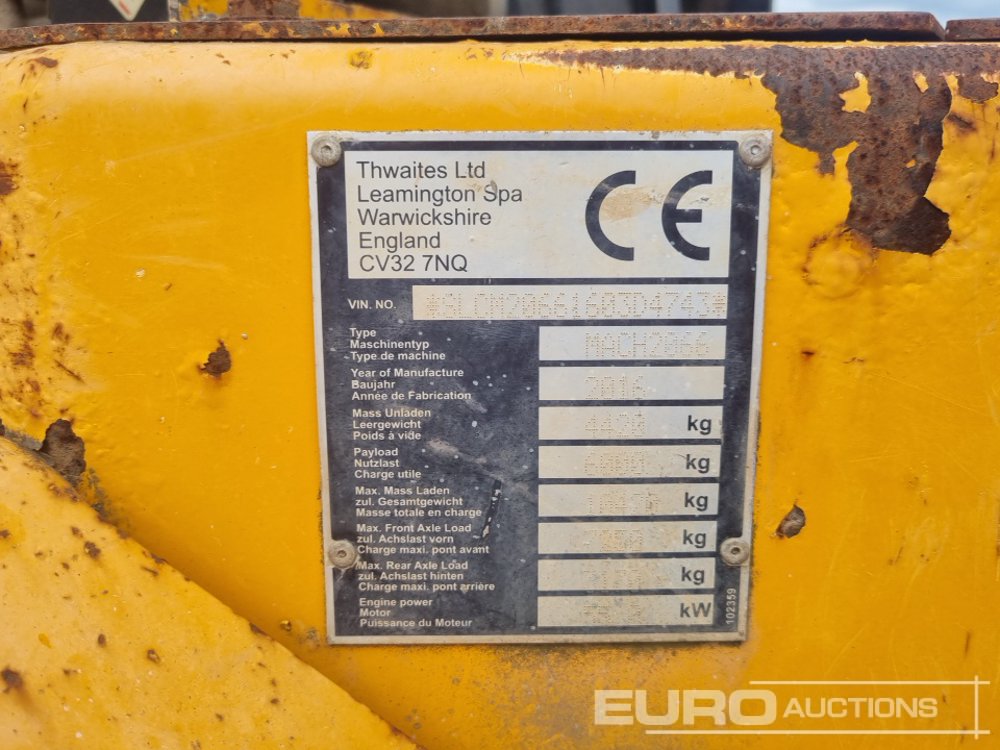 Thwaites Ltd
Leamington Spa
Warwickshire
England
CV32 7NQ
CE
VIN. NO. *SLCM20661603D4743*
Type
Maschinentyp
Type de machine
MACH2066
Year of Manufacture
Baujahr
Année de Fabrication
2016
Mass Unladen
Leergewicht
Poids à vide
4420 kg
Payload
Nutzlast
Charge utile
6000 kg
Max. Mass Laden
zul. Gesamtgewicht
Masse totale en charge
kg
Max. Front Axle Load
zul. Achslast vorn
Charge maxi. pont avant
kg
Max. Rear Axle Load
zul. Achslast hinten
Charge maxi. pont arrière
kg
Engine power
Motor
Puissance du Moteur
kW
102359
EURO AUCTIONS